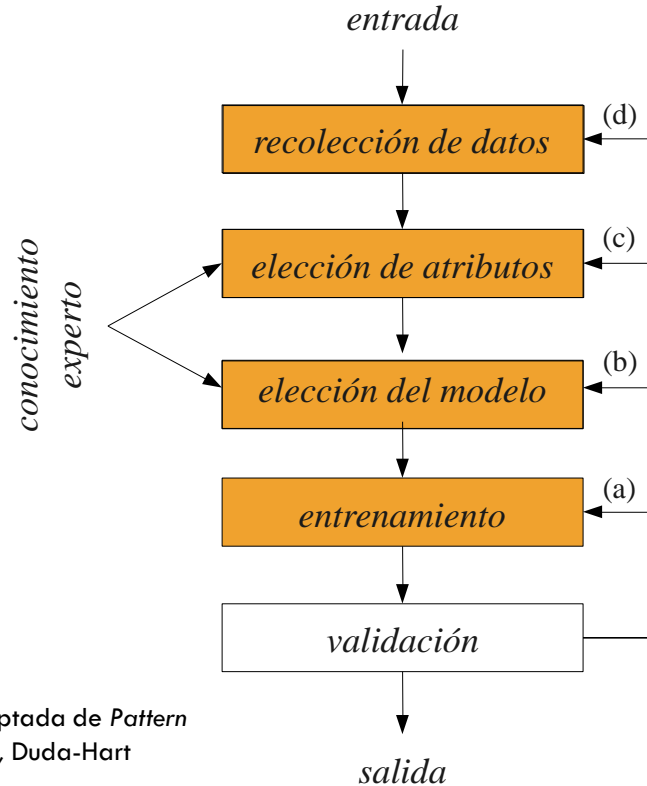 entrada
(d)
recolección de datos
(c)
elección de atributos
conocimiento
experto
(b)
elección del modelo
(a)
entrenamiento
validación
ptada de Pattern
, Duda-Hart
salida